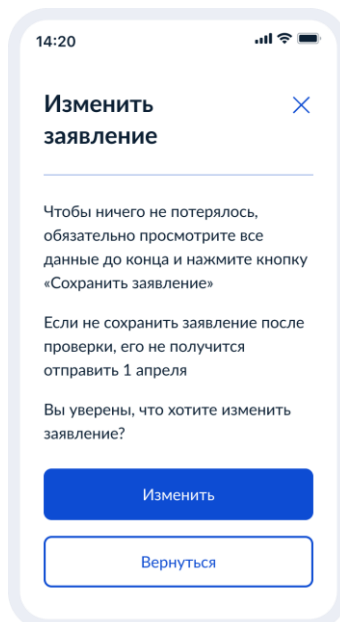 14:20
Изменить
заявление
Чтобы ничего не потерялось,
обязательно просмотрите все
данные до конца и нажмите кнопку
«Сохранить заявление»
Если не сохранить заявление после
проверки, его не получится
отправить 1 апреля
Вы уверены, что хотите изменить
заявление?
Изменить
Вернуться